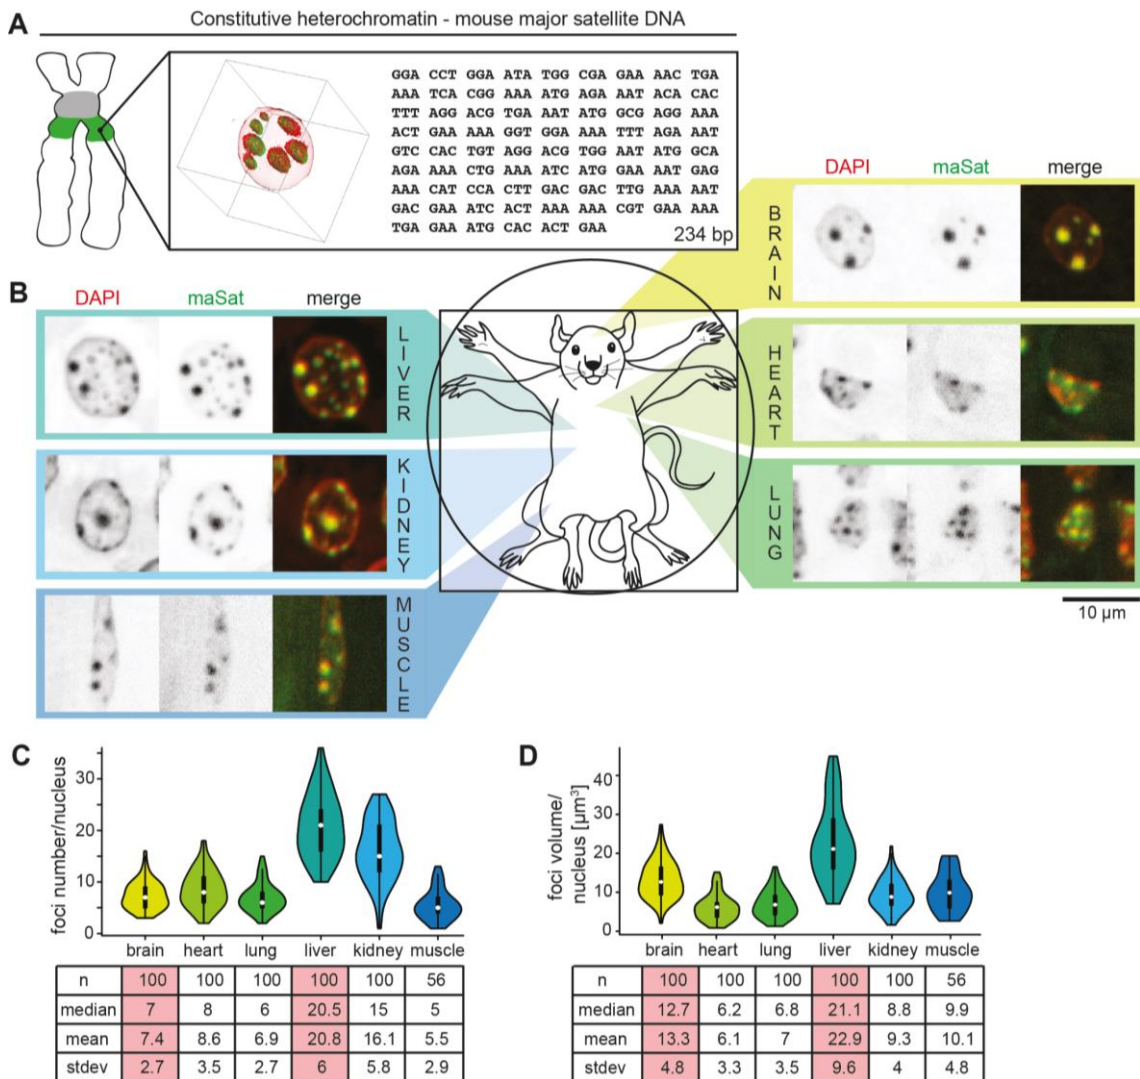 A
Constitutive heterochromatin - mouse major satellite DNA
GGA CCT GGA ATA TGG CGA GAA AAC TGA
AAA TCA CGG AAA ATG AGA AAT ACA CAC
TTT AGG ACG TGA AAT ATG GCG AGG AAA
ACT GAA AAA GGT GGA AAA TTT AGA AAT
GTC CAC TGT AGG ACG TGG AAT ATG GCA
AGA AAA CTG AAA ATC ATG GAA AAT GAG
AAA CAT CCA CTT GAC GAC TTG AAA AAT
GAC GAA ATC ACT AAA AAA CGT GAA AAA
TGA GAA ATG CAC ACT GAA
234 bp
DAPI maSat merge
BRAIN
HEART
LUNG
10 µm
B
DAPI maSat merge
LIVER
KIDNEY
MUSCLE
C
foci number/nucleus
30
20
10
0
brain heart lung liver kidney muscle
n 100 100 100 100 100 56
median 7 8 6 20.5 15 5
mean 7.4 8.6 6.9 20.8 16.1 5.5
stdev 2.7 3.5 2.7 6 5.8 2.9
D
foci volume/
nucleus [µm³]
40
30
20
10
0
brain heart lung liver kidney muscle
n 100 100 100 100 100 56
median 12.7 6.2 6.8 21.1 8.8 9.9
mean 13.3 6.1 7 22.9 9.3 10.1
stdev 4.8 3.3 3.5 9.6 4 4.8